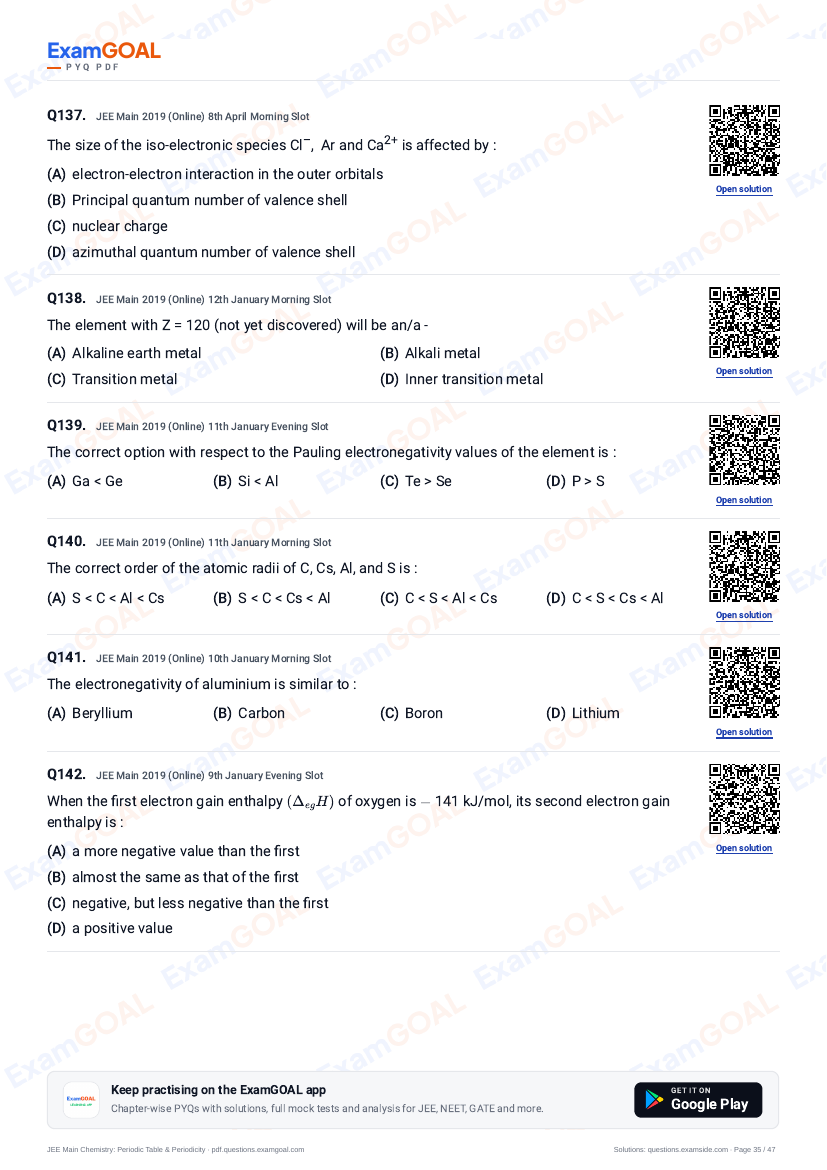 ExamGOAL
PYQ PDF
Q137. JEE Main 2019 (Online) 8th April Morning Slot
The size of the iso-electronic species Cl⁻, Ar and Ca²⁺ is affected by :
(A) electron-electron interaction in the outer orbitals
(B) Principal quantum number of valence shell
(C) nuclear charge
(D) azimuthal quantum number of valence shell
Open solution
Q138. JEE Main 2019 (Online) 12th January Morning Slot
The element with Z = 120 (not yet discovered) will be an/a -
(A) Alkaline earth metal (B) Alkali metal
(C) Transition metal (D) Inner transition metal
Open solution
Q139. JEE Main 2019 (Online) 11th January Evening Slot
The correct option with respect to the Pauling electronegativity values of the element is :
(A) Ga < Ge (B) Si < Al (C) Te > Se (D) P > S
Open solution
Q140. JEE Main 2019 (Online) 11th January Morning Slot
The correct order of the atomic radii of C, Cs, Al, and S is :
(A) S < C < Al < Cs (B) S < C < Cs < Al (C) C < S < Al < Cs (D) C < S < Cs < Al
Open solution
Q141. JEE Main 2019 (Online) 10th January Morning Slot
The electronegativity of aluminium is similar to :
(A) Beryllium (B) Carbon (C) Boron (D) Lithium
Open solution
Q142. JEE Main 2019 (Online) 9th January Evening Slot
When the first electron gain enthalpy (Δ_egH) of oxygen is − 141 kJ/mol, its second electron gain
enthalpy is :
(A) a more negative value than the first
(B) almost the same as that of the first
(C) negative, but less negative than the first
(D) a positive value
Open solution
ExamGOAL
Keep practising on the ExamGOAL app
Chapter-wise PYQs with solutions, full mock tests and analysis for JEE, NEET, GATE and more.
GET IT ON
Google Play
JEE Main Chemistry: Periodic Table & Periodicity · pdf.questions.examgoal.com
Solutions: questions.examside.com · Page 35 / 47